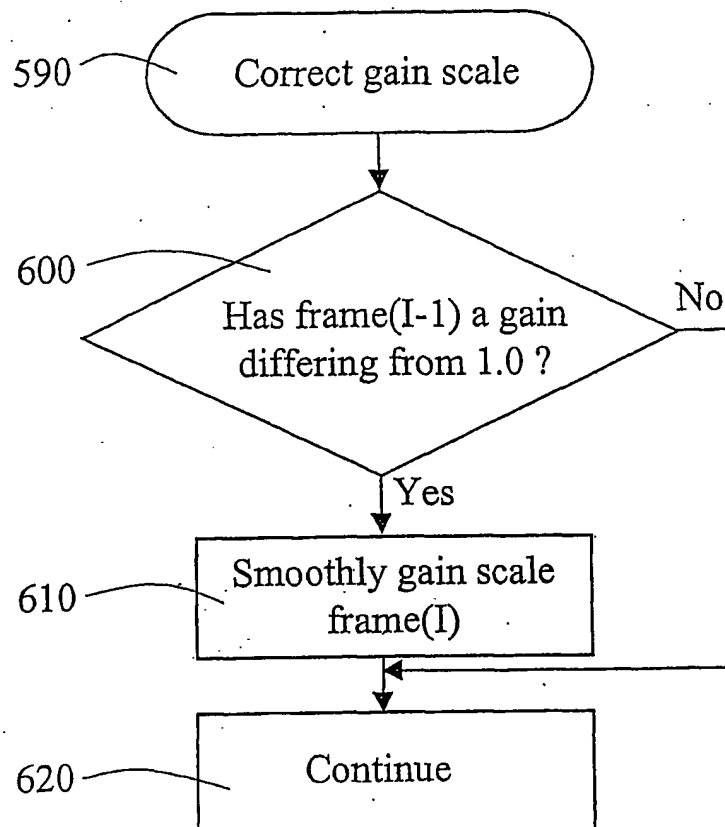 590
Correct gain scale
600
Has frame(I-1) a gain
differing from 1.0 ?
No
Yes
610
Smoothly gain scale
frame(I)
620
Continue